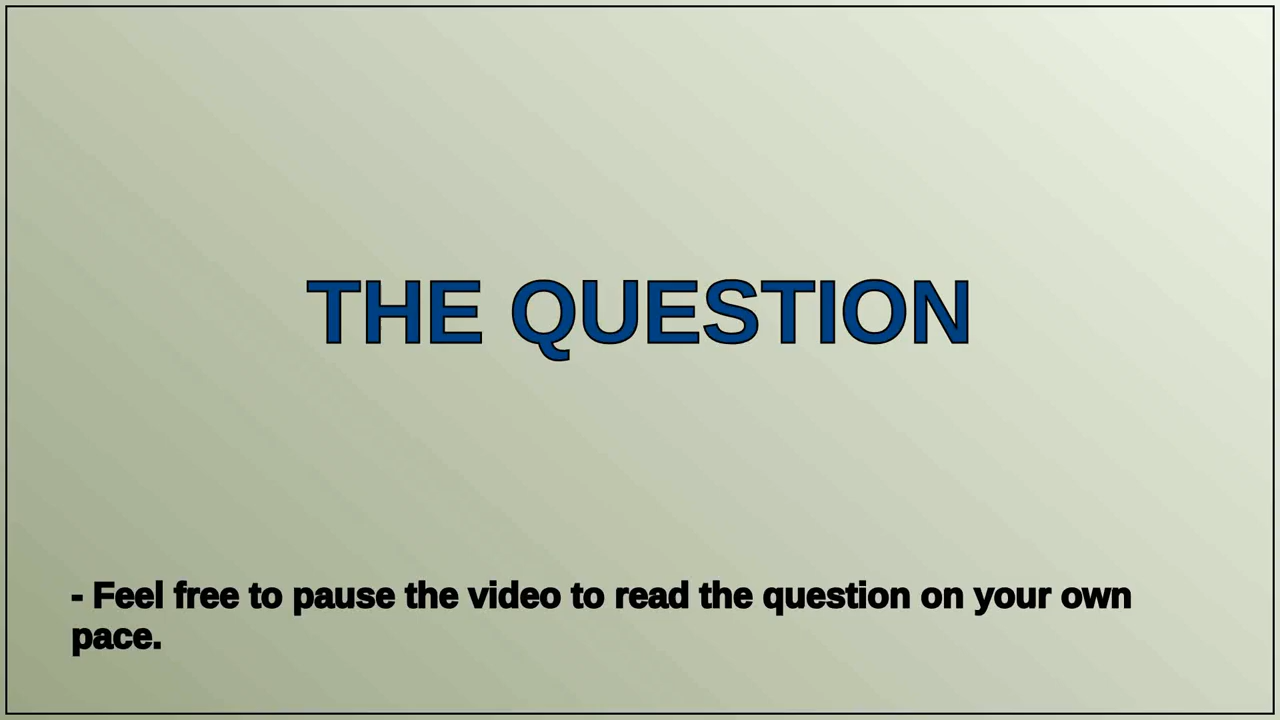 THE QUESTION
- Feel free to pause the video to read the question on your own
pace.